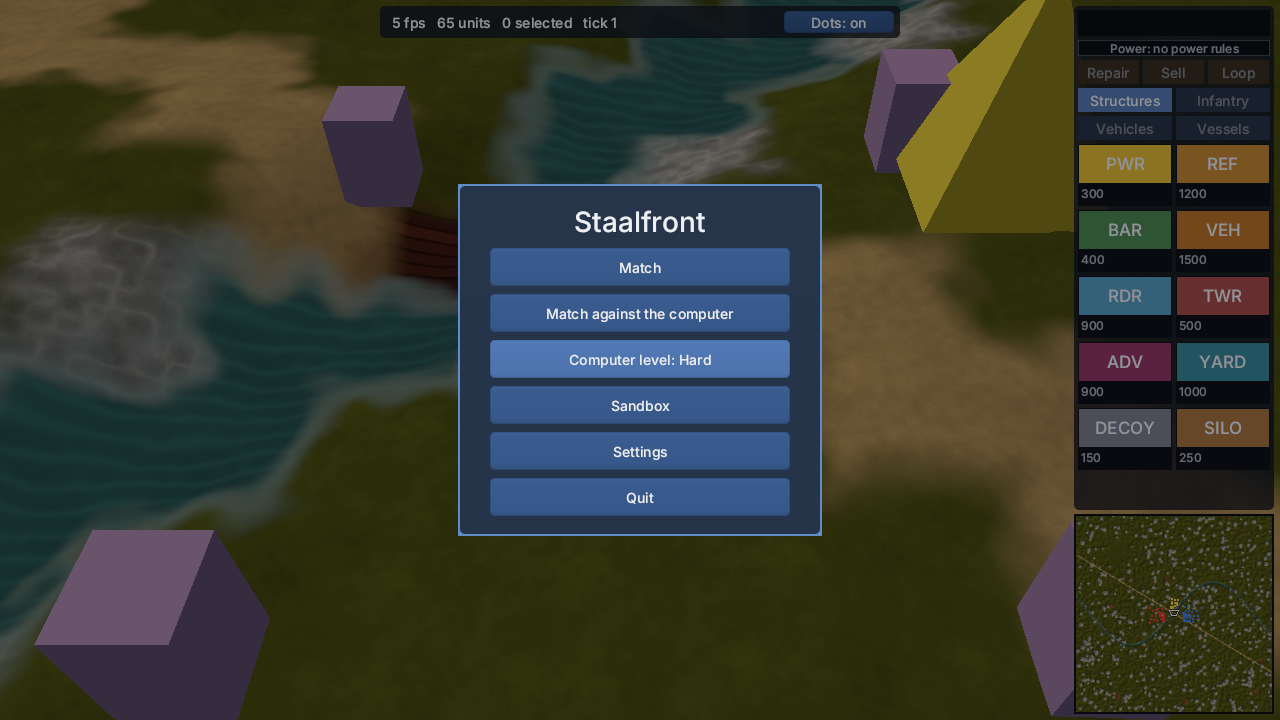 5 fps 65 units 0 selected tick 1 Dots: on
Power: no power rules
Repair Sell Loop
Structures Infantry
Vehicles Vessels
PWR REF
300 1200
BAR VEH
400 1500
RDR TWR
900 500
ADV YARD
900 1000
DECOY SILO
150 250
Staalfront
Match
Match against the computer
Computer level: Hard
Sandbox
Settings
Quit